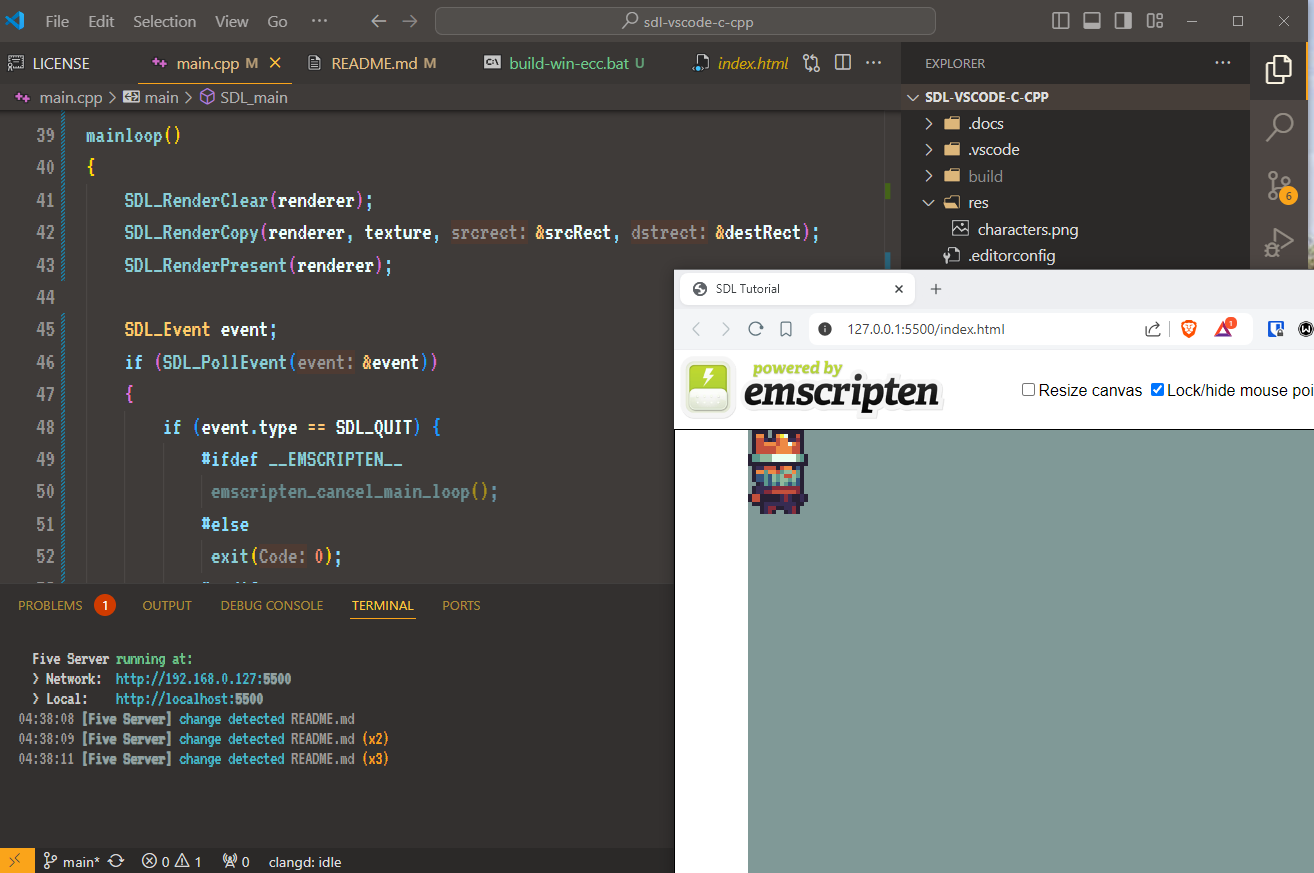 File Edit Selection View Go ··· sdl-vscode-c-cpp
LICENSE main.cpp M README.md M build-win-ecc.bat U index.html ···
main.cpp > main > SDL_main
39 mainloop()
40 {
41 SDL_RenderClear(renderer);
42 SDL_RenderCopy(renderer, texture, srcrect: &srcRect, dstrect: &destRect);
43 SDL_RenderPresent(renderer);
44
45 SDL_Event event;
46 if (SDL_PollEvent(event: &event))
47 {
48 if (event.type == SDL_QUIT) {
49 #ifdef __EMSCRIPTEN__
50 emscripten_cancel_main_loop();
51 #else
52 exit(Code: 0);
EXPLORER ···
SDL-VSCODE-C-CPP
.docs
.vscode
build
res
characters.png
.editorconfig
6
SDL Tutorial
127.0.0.1:5500/index.html
1
powered by
emscripten
Resize canvas Lock/hide mouse poi
PROBLEMS 1 OUTPUT DEBUG CONSOLE TERMINAL PORTS
Five Server running at:
> Network: http://192.168.0.127:5500
> Local: http://localhost:5500
04:38:08 [Five Server] change detected README.md
04:38:09 [Five Server] change detected README.md (x2)
04:38:11 [Five Server] change detected README.md (x3)
main* 0 1 0 clangd: idle